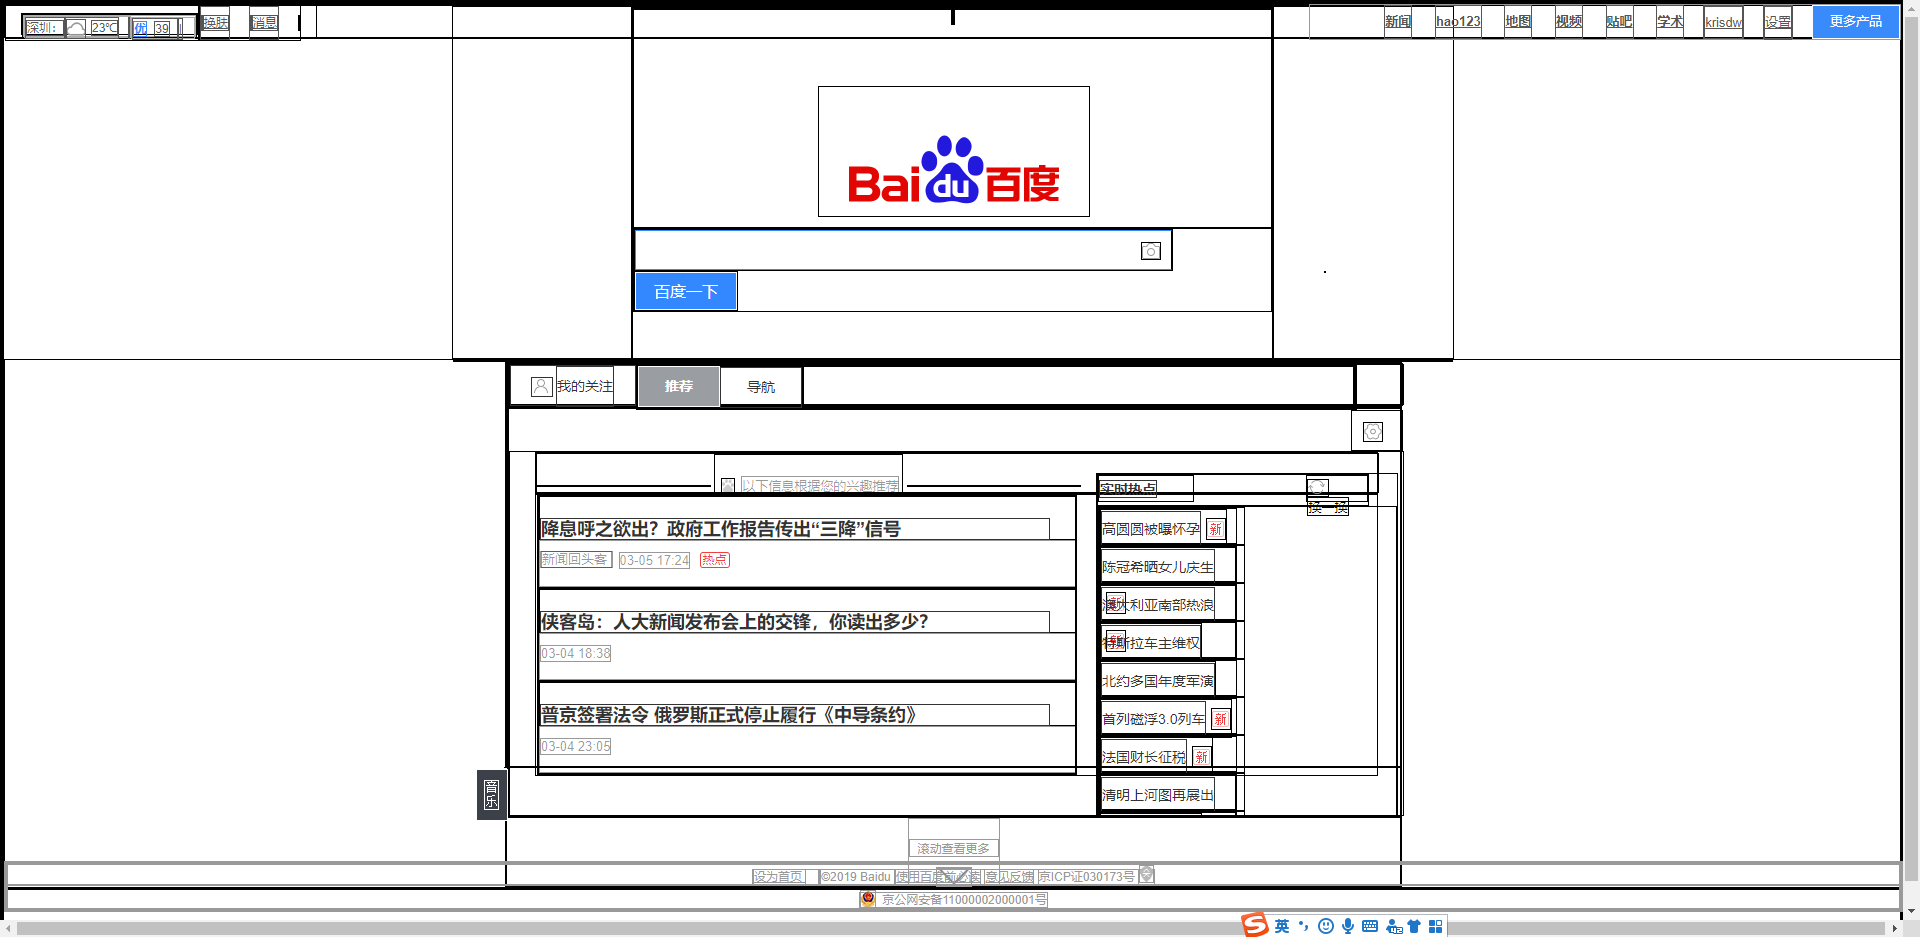 深圳： 23℃ 优 39 换肤 消息 新闻 hao123 地图 视频 贴吧 学术 krisdw 设置 更多产品
Bai du 百度
百度一下
我的关注 推荐 导航
以下信息根据您的兴趣推荐
降息呼之欲出？政府工作报告传出“三降”信号
新闻回头客 03-05 17:24 热点
侠客岛：人大新闻发布会上的交锋，你读出多少？
03-04 18:38
普京签署法令 俄罗斯正式停止履行《中导条约》
03-04 23:05
实时热点 换一换
高圆圆被曝怀孕 新
陈冠希晒女儿庆生
澳大利亚南部热浪 新
特斯拉车主维权 新
北约多国年度军演
首列磁浮3.0列车 新
法国财长征税 新
清明上河图再展出
音乐
滚动查看更多
设为首页 ©2019 Baidu 使用百度前必读 意见反馈 京ICP证030173号
京公网安备11000002000001号
英